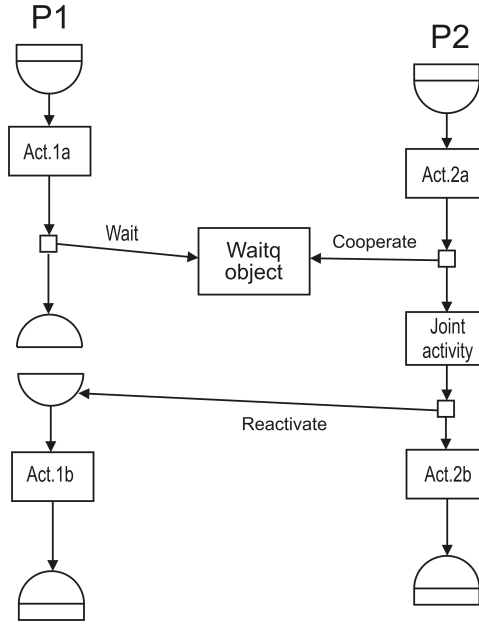 P1
P2
Act.1a
Act.2a
Wait
Waitq
object
Cooperate
Joint
activity
Reactivate
Act.1b
Act.2b